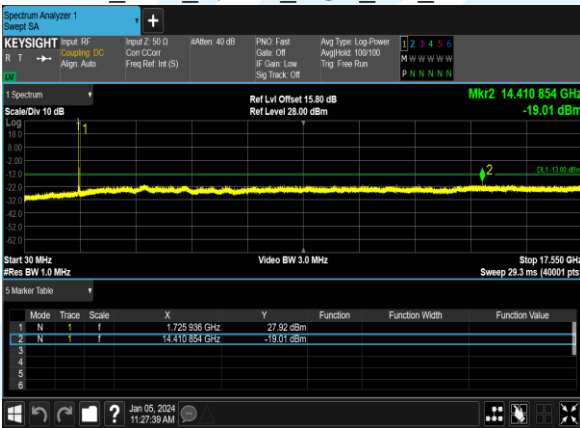 Spectrum Analyzer 1
Swept SA
KEYSIGHT
R T
LV
Input: RF
Coupling: DC
Align: Auto
Input Z: 50 Ω
Corr CCorr
Freq Ref: Int (S)
#Atten: 40 dB
PNO: Fast
Gate: Off
IF Gain: Low
Sig Track: Off
Avg Type: Log-Power
Avg|Hold: 100/100
Trig: Free Run
1 2 3 4 5 6
M W W W W W
P N N N N N
1 Spectrum
Scale/Div 10 dB
Ref Lvl Offset 15.80 dB
Ref Level 28.00 dBm
Mkr2 14.410 854 GHz
-19.01 dBm
Log
18.0
8.00
-2.00
-12.0
-22.0
-32.0
-42.0
-52.0
-62.0
1
2
DL1 -13.00 dBm
Start 30 MHz
#Res BW 1.0 MHz
Video BW 3.0 MHz
Stop 17.550 GHz
Sweep 29.3 ms (40001 pts)
5 Marker Table
Mode Trace Scale X Y Function Function Width Function Value
1 N 1 f 1.725 936 GHz 27.92 dBm
2 N 1 f 14.410 854 GHz -19.01 dBm
3
4
5
6
?
Jan 05, 2024
11:27:39 AM